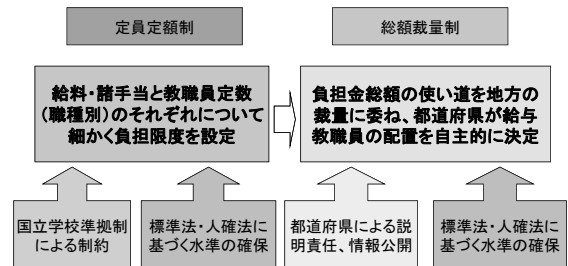 定員定額制
総額裁量制
給料・諸手当と教職員定数
（職種別）のそれぞれについて
細かく負担限度を設定
負担金総額の使い道を地方の
裁量に委ね、都道府県が給与
教職員の配置を自主的に決定
国立学校準拠制
による制約
標準法・人確法に
基づく水準の確保
都道府県による説
明責任、情報公開
標準法・人確法に
基づく水準の確保